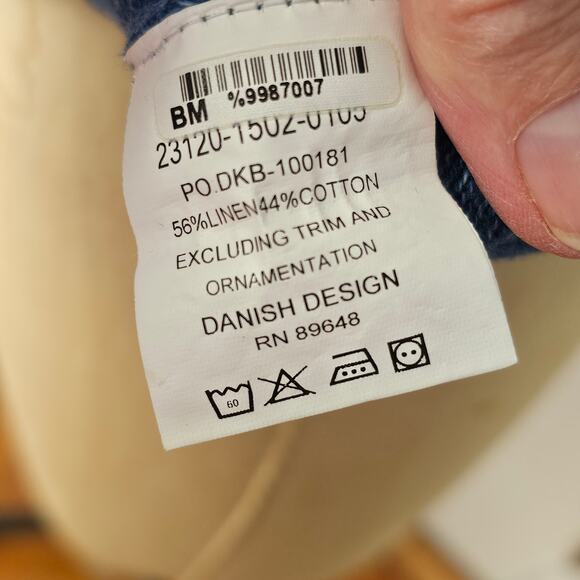 BM %9987007
23120-1502-0105
PO.DKB-100181
56%LINEN44%COTTON
EXCLUDING TRIM AND
ORNAMENTATION
DANISH DESIGN
RN 89648
60